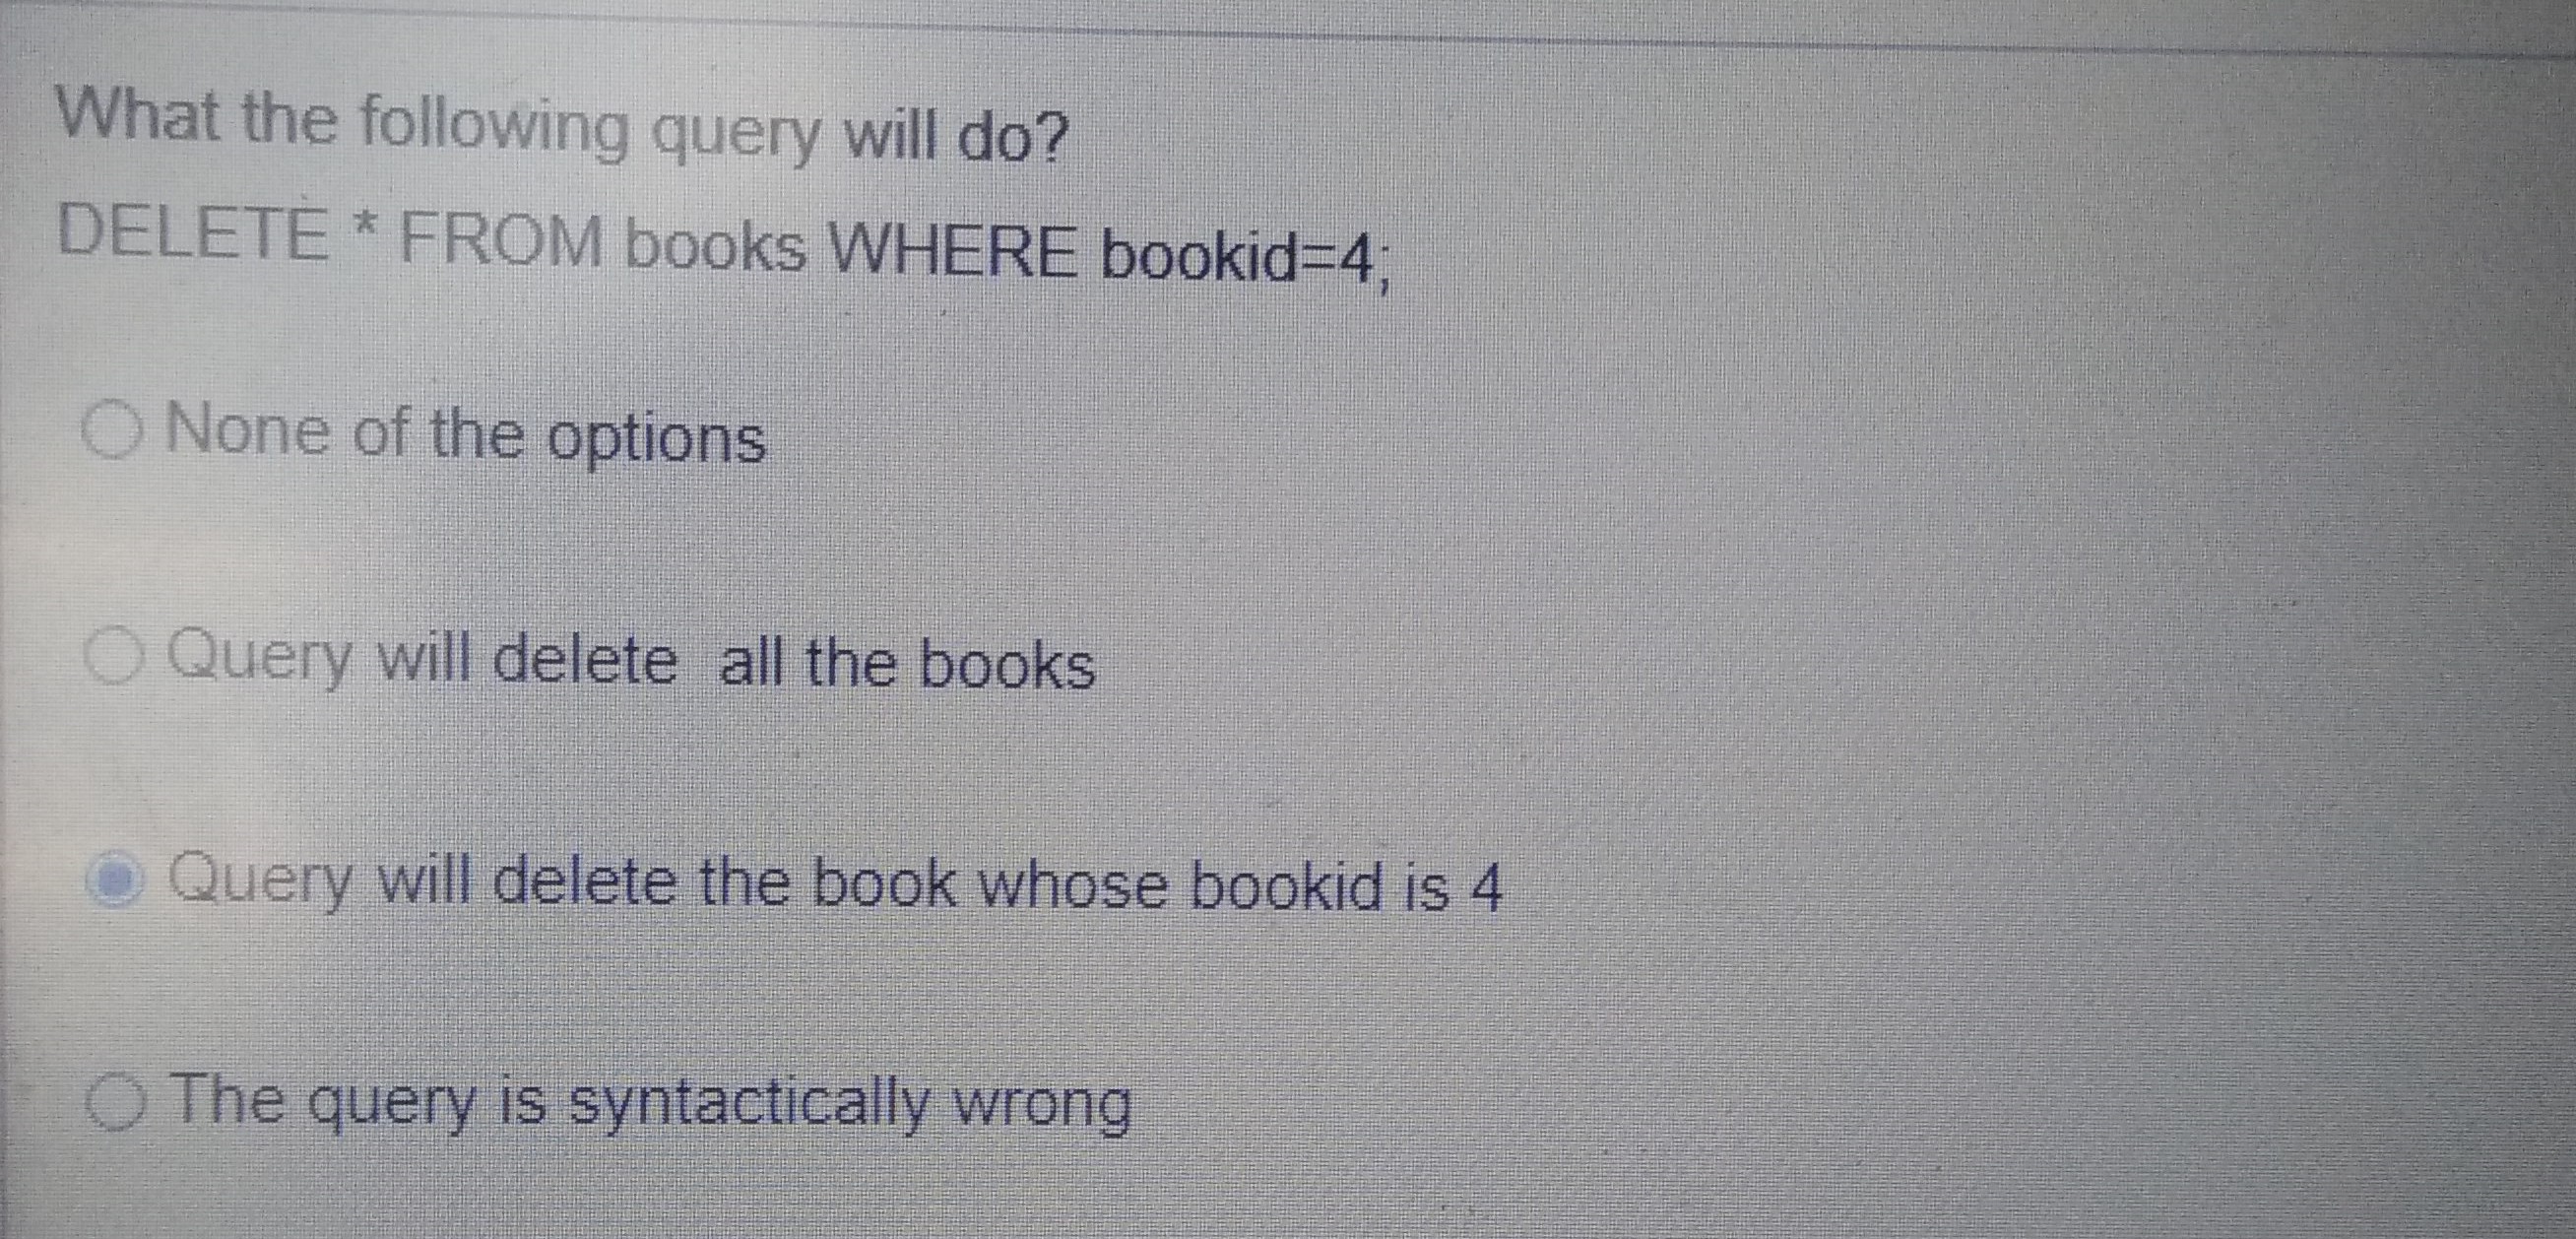 What the following query will do?
DELETE * FROM books WHERE bookid=4;
None of the options
Query will delete all the books
Query will delete the book whose bookid is 4
The query is syntactically wrong